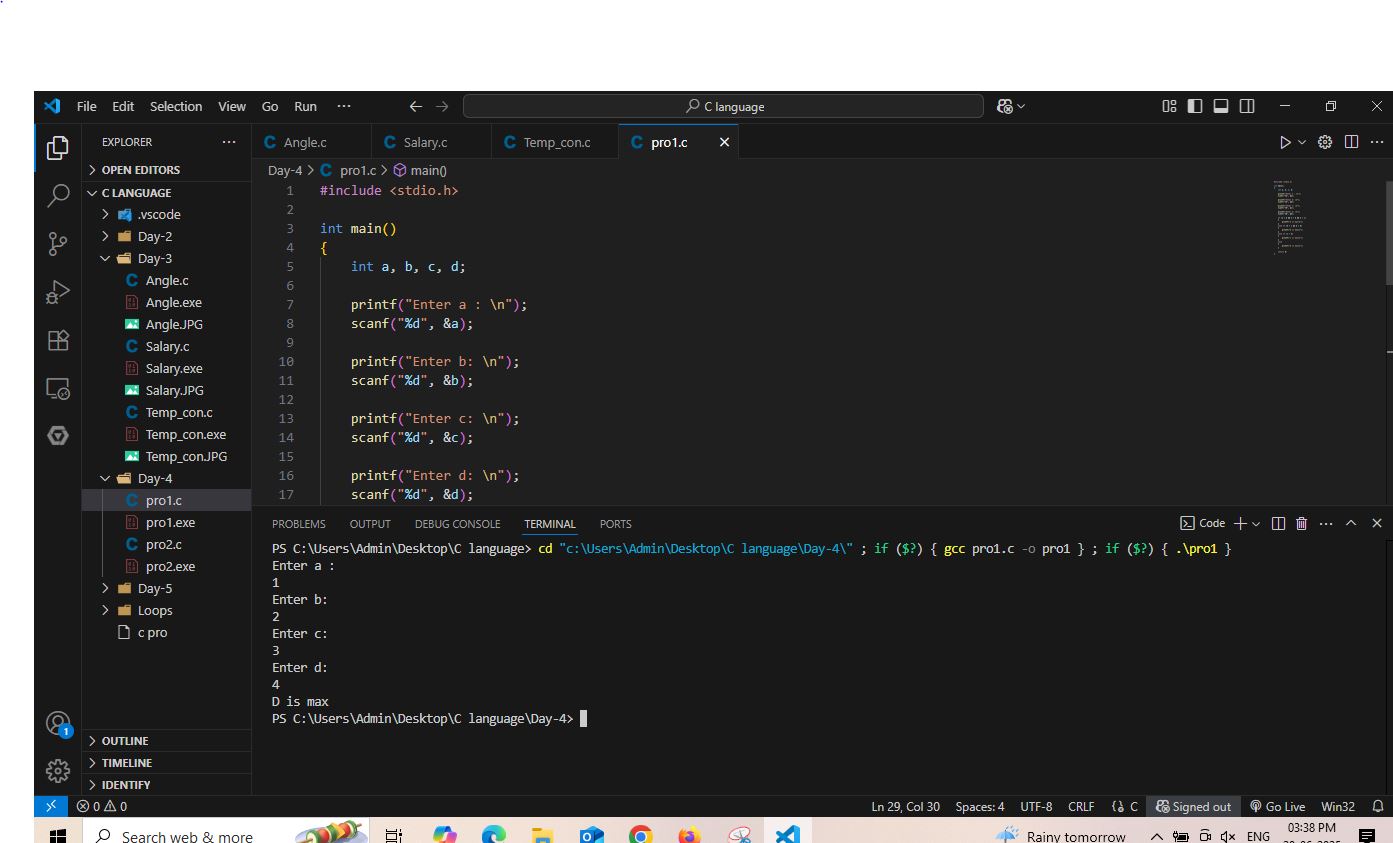 File Edit Selection View Go Run ··· C language
EXPLORER ···
OPEN EDITORS
C LANGUAGE
.vscode
Day-2
Day-3
C Angle.c
Angle.exe
Angle.JPG
C Salary.c
Salary.exe
Salary.JPG
C Temp_con.c
Temp_con.exe
Temp_con.JPG
Day-4
C pro1.c
pro1.exe
C pro2.c
pro2.exe
Day-5
Loops
c pro
OUTLINE
TIMELINE
IDENTIFY
1
C Angle.c C Salary.c C Temp_con.c C pro1.c
Day-4 > C pro1.c > main()
1 #include <stdio.h>
2
3 int main()
4 {
5 int a, b, c, d;
6
7 printf("Enter a : \n");
8 scanf("%d", &a);
9
10 printf("Enter b: \n");
11 scanf("%d", &b);
12
13 printf("Enter c: \n");
14 scanf("%d", &c);
15
16 printf("Enter d: \n");
17 scanf("%d", &d);
PROBLEMS OUTPUT DEBUG CONSOLE TERMINAL PORTS Code
PS C:\Users\Admin\Desktop\C language> cd "c:\Users\Admin\Desktop\C language\Day-4\" ; if ($?) { gcc pro1.c -o pro1 } ; if ($?) { .\pro1 }
Enter a :
1
Enter b:
2
Enter c:
3
Enter d:
4
D is max
PS C:\Users\Admin\Desktop\C language\Day-4>
0 0 Ln 29, Col 30 Spaces: 4 UTF-8 CRLF {} C Signed out Go Live Win32
Search web & more Rainy tomorrow ENG 03:38 PM